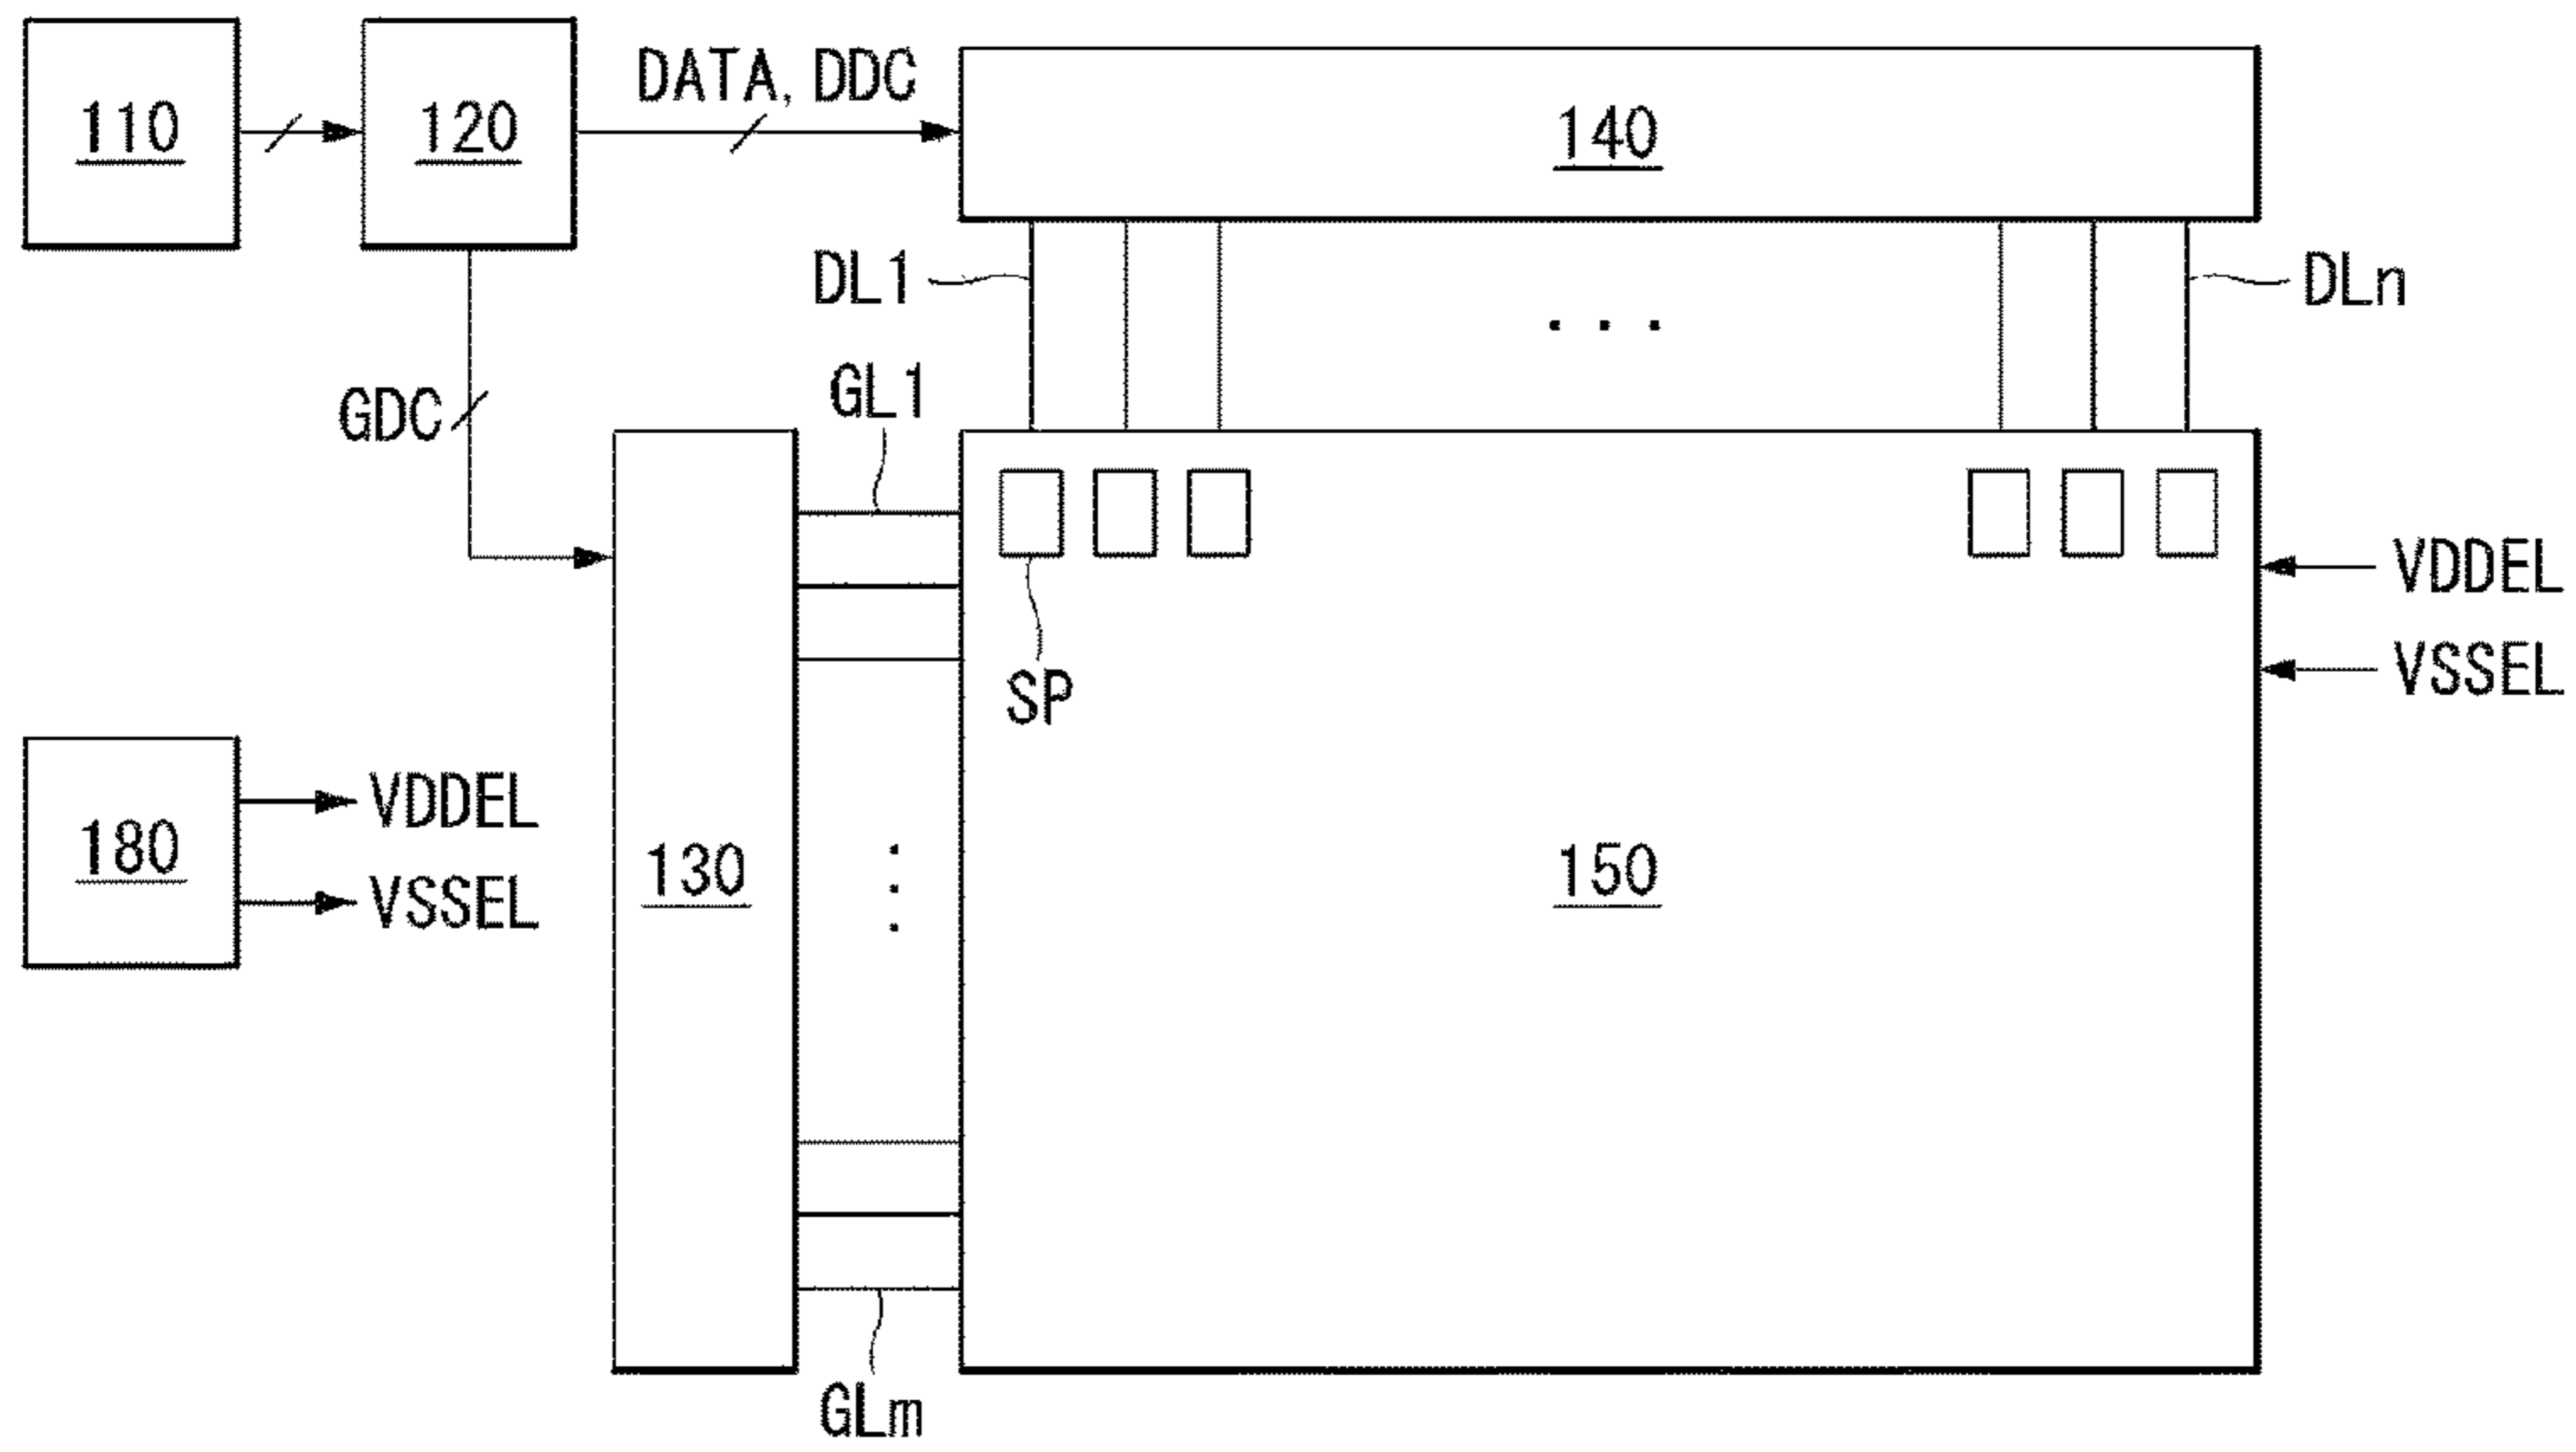 110
120
DATA, DDC
140
DL1
DLn
GDC
GL1
SP
VDDEL
VSSEL
180
VDDEL
VSSEL
130
150
GLm